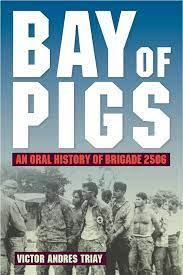 BAY OF
PIGS
AN ORAL HISTORY OF BRIGADE 2506
VICTOR ANDRES TRIAY